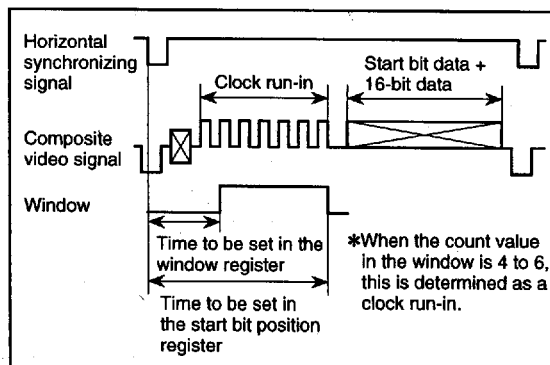 Horizontal
synchronizing
signal
Clock run-in
Start bit data +
16-bit data
Composite
video signal
Window
Time to be set in the
window register
Time to be set in
the start bit position
register
*When the count value
in the window is 4 to 6,
this is determined as a
clock run-in.